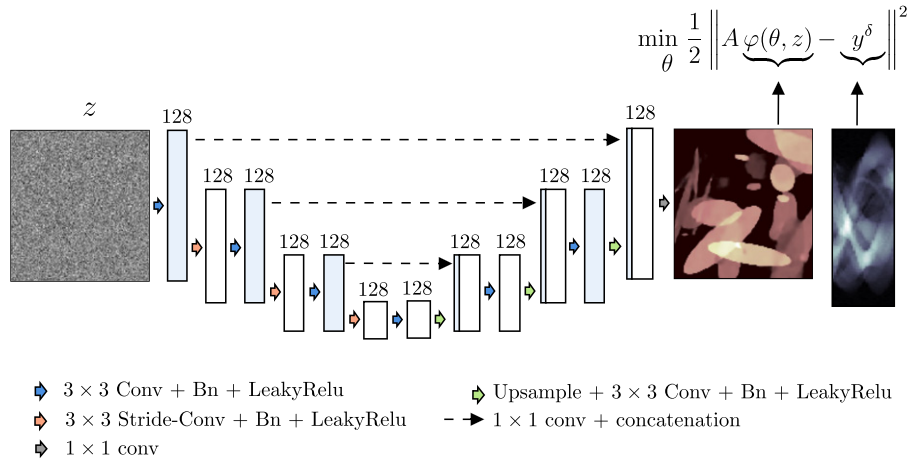 min_θ 1/2 ‖A φ(θ, z) − y^δ‖²
z
128
128
128 128
128 128
128 128
128 128
128 128
128 128
3 × 3 Conv + Bn + LeakyRelu
3 × 3 Stride-Conv + Bn + LeakyRelu
1 × 1 conv
Upsample + 3 × 3 Conv + Bn + LeakyRelu
1 × 1 conv + concatenation